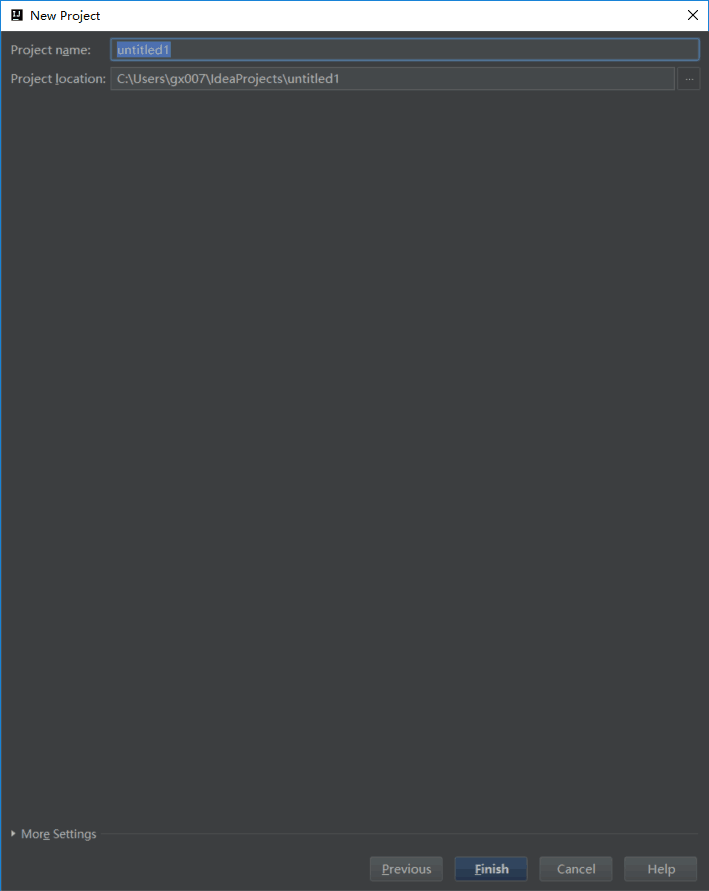 New Project
Project name: untitled1
Project location: C:\Users\gx007\IdeaProjects\untitled1 ...
More Settings
Previous Finish Cancel Help